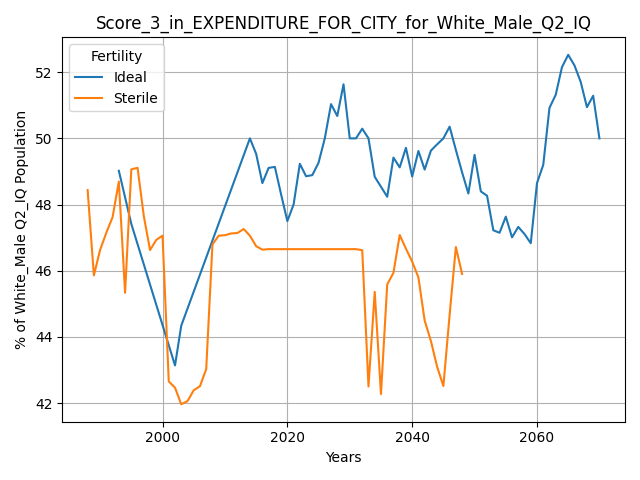 Score_3_in_EXPENDITURE_FOR_CITY_for_White_Male_Q2_IQ
Fertility
Ideal
Sterile
% of White_Male Q2_IQ Population
52
50
48
46
44
42
2000
2020
2040
2060
Years